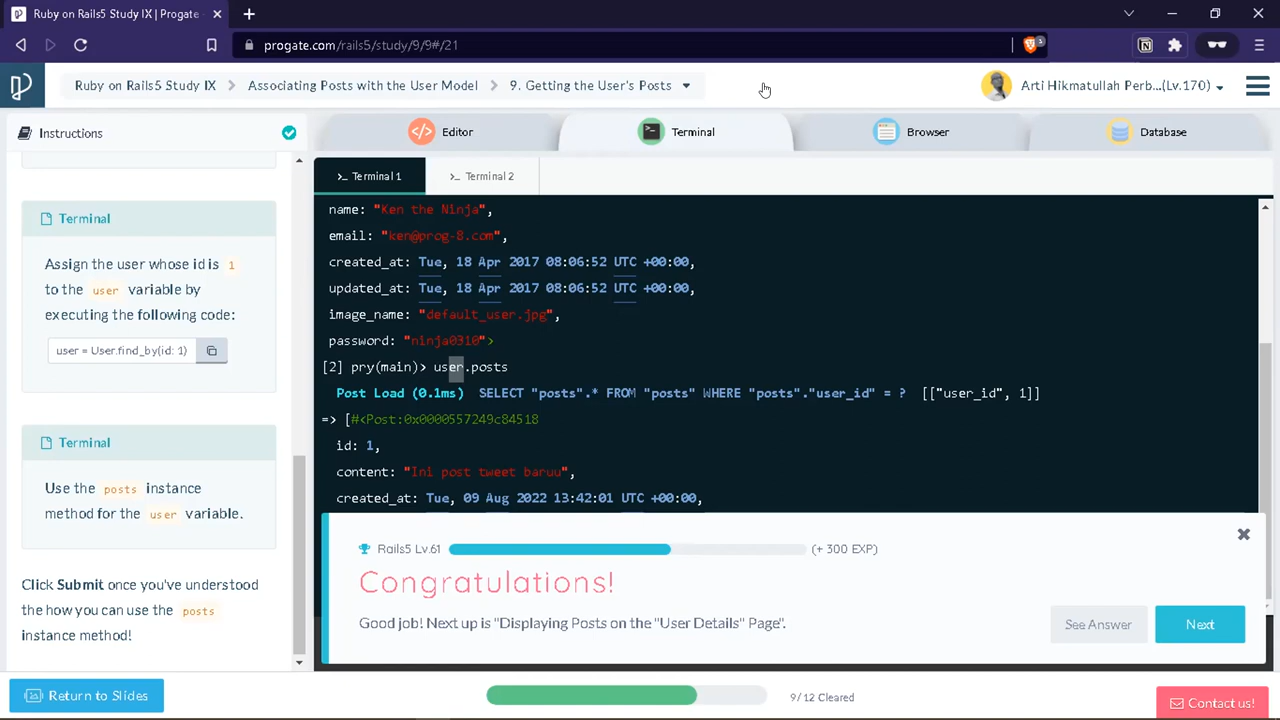 Ruby on Rails5 Study IX | Progate -
progate.com/rails5/study/9/9#/21
3
Ruby on Rails5 Study IX
Associating Posts with the User Model
9. Getting the User's Posts
Arti Hikmatullah Perb...(Lv.170)
Instructions
Editor
Terminal
Browser
Database
Terminal
Assign the user whose id is 1
to the user variable by
executing the following code:
user = User.find_by(id: 1)
Terminal
Use the posts instance
method for the user variable.
Click Submit once you've understood
the how you can use the posts
instance method!
>_ Terminal 1
>_ Terminal 2
name: "Ken the Ninja",
email: "ken@prog-8.com",
created_at: Tue, 18 Apr 2017 08:06:52 UTC +00:00,
updated_at: Tue, 18 Apr 2017 08:06:52 UTC +00:00,
image_name: "default_user.jpg",
password: "ninja0310">
[2] pry(main)> user.posts
Post Load (0.1ms) SELECT "posts".* FROM "posts" WHERE "posts"."user_id" = ? [["user_id", 1]]
=> [#<Post:0x0000557249c84518
id: 1,
content: "Ini post tweet baruu",
created_at: Tue, 09 Aug 2022 13:42:01 UTC +00:00,
Rails5 Lv.61
(+ 300 EXP)
Congratulations!
Good job! Next up is "Displaying Posts on the "User Details" Page".
See Answer
Next
Return to Slides
9/12 Cleared
Contact us!